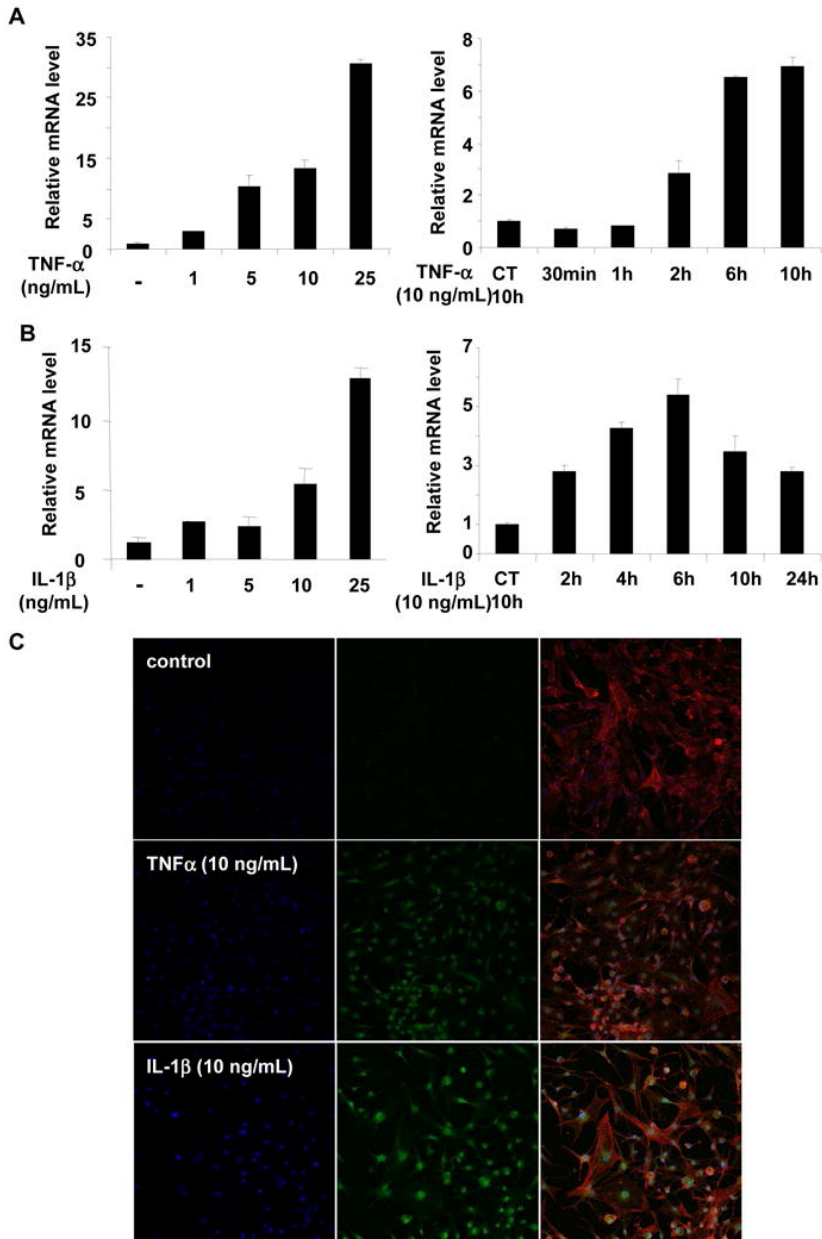 A
Relative mRNA level
35
25
15
5
0
TNF-α
(ng/mL)
- 1 5 10 25
Relative mRNA level
8
6
4
2
0
TNF-α
(10 ng/mL)
CT 30min 1h 2h 6h 10h
10h
B
Relative mRNA level
15
10
5
0
IL-1β
(ng/mL)
- 1 5 10 25
Relative mRNA level
7
5
3
1
0
IL-1β
(10 ng/mL)
CT 2h 4h 6h 10h 24h
10h
C
control
TNFα (10 ng/mL)
IL-1β (10 ng/mL)